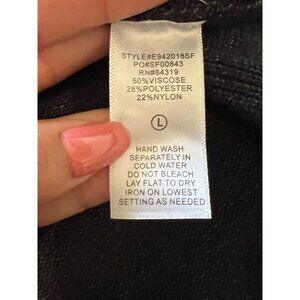 STYLE#E942018SF
PO#SF00843
RN#84319
50%VISCOSE
28%POLYESTER
22%NYLON
L
HAND WASH
SEPARATELY IN
COLD WATER
DO NOT BLEACH
LAY FLAT TO DRY
IRON ON LOWEST
SETTING AS NEEDED